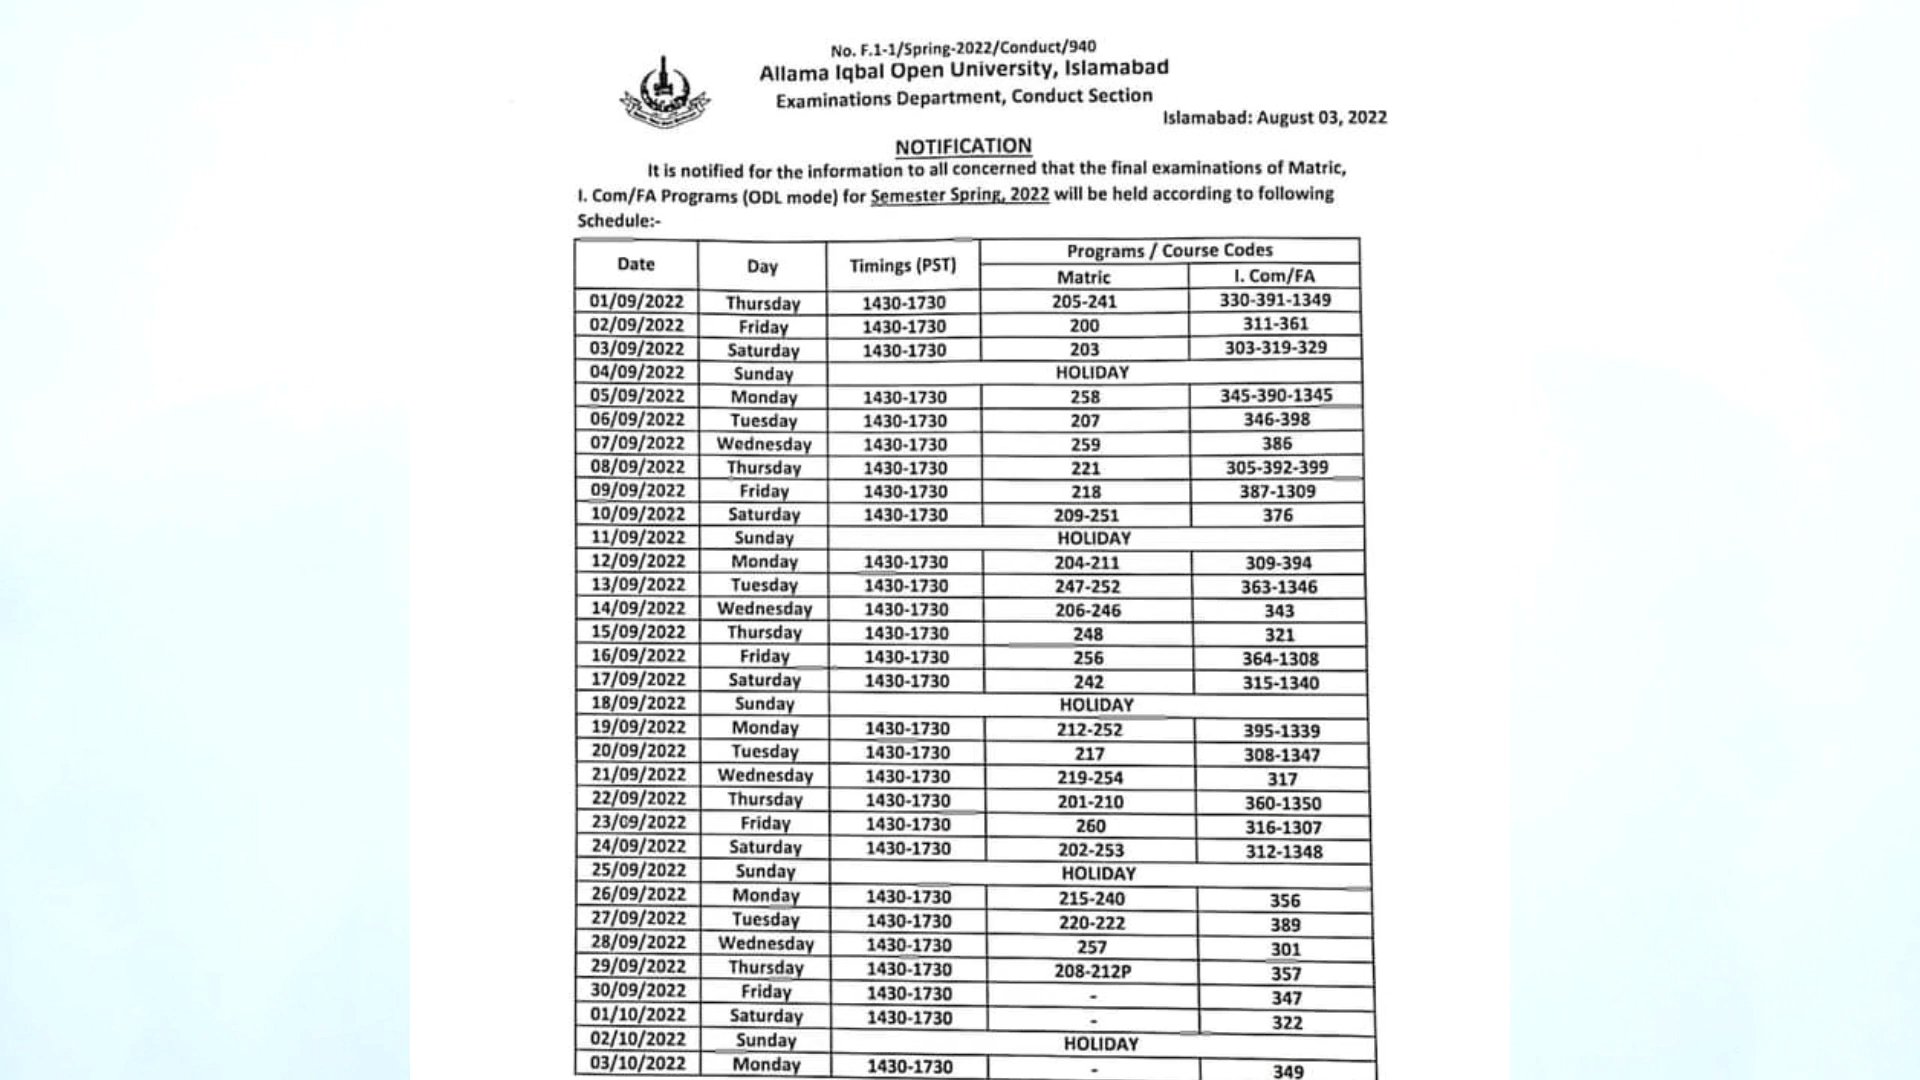 No. F.1-1/Spring-2022/Conduct/940
Allama Iqbal Open University, Islamabad
Examinations Department, Conduct Section
Islamabad: August 03, 2022
NOTIFICATION
It is notified for the information to all concerned that the final examinations of Matric,
I. Com/FA Programs (ODL mode) for Semester Spring, 2022 will be held according to following
Schedule:-
Date Day Timings (PST) Programs / Course Codes
Matric I. Com/FA
01/09/2022 Thursday 1430-1730 205-241 330-391-1349
02/09/2022 Friday 1430-1730 200 311-361
03/09/2022 Saturday 1430-1730 203 303-319-329
04/09/2022 Sunday HOLIDAY
05/09/2022 Monday 1430-1730 258 345-390-1345
06/09/2022 Tuesday 1430-1730 207 346-398
07/09/2022 Wednesday 1430-1730 259 386
08/09/2022 Thursday 1430-1730 221 305-392-399
09/09/2022 Friday 1430-1730 218 387-1309
10/09/2022 Saturday 1430-1730 209-251 376
11/09/2022 Sunday HOLIDAY
12/09/2022 Monday 1430-1730 204-211 309-394
13/09/2022 Tuesday 1430-1730 247-252 363-1346
14/09/2022 Wednesday 1430-1730 206-246 343
15/09/2022 Thursday 1430-1730 248 321
16/09/2022 Friday 1430-1730 256 364-1308
17/09/2022 Saturday 1430-1730 242 315-1340
18/09/2022 Sunday HOLIDAY
19/09/2022 Monday 1430-1730 212-252 395-1339
20/09/2022 Tuesday 1430-1730 217 308-1347
21/09/2022 Wednesday 1430-1730 219-254 317
22/09/2022 Thursday 1430-1730 201-210 360-1350
23/09/2022 Friday 1430-1730 260 316-1307
24/09/2022 Saturday 1430-1730 202-253 312-1348
25/09/2022 Sunday HOLIDAY
26/09/2022 Monday 1430-1730 215-240 356
27/09/2022 Tuesday 1430-1730 220-222 389
28/09/2022 Wednesday 1430-1730 257 301
29/09/2022 Thursday 1430-1730 208-212P 357
30/09/2022 Friday 1430-1730 - 347
01/10/2022 Saturday 1430-1730 - 322
02/10/2022 Sunday HOLIDAY
03/10/2022 Monday 1430-1730 - 349